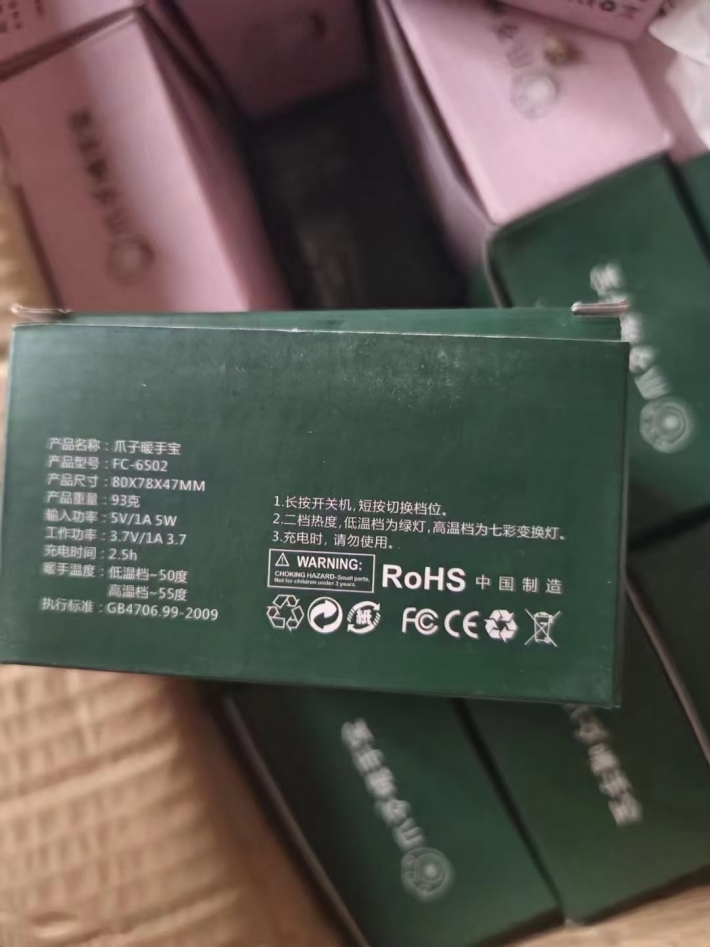 产品名称：爪子暖手宝
产品型号：FC-6502
产品尺寸：80X78X47MM
产品重量：93克
输入功率：5V/1A 5W
工作功率：3.7V/1A 3.7
充电时间：2.5h
暖手温度：低温档~50度
高温档~55度
执行标准：GB4706.99-2009
1.长按开关机,短按切换档位。
2.二档热度,低温档为绿灯,高温档为七彩变换灯。
3.充电时,请勿使用。
WARNING:
CHOKING HAZARD-Small parts.
Not for children under 3 years.
RoHS 中国制造
紙
FC CE